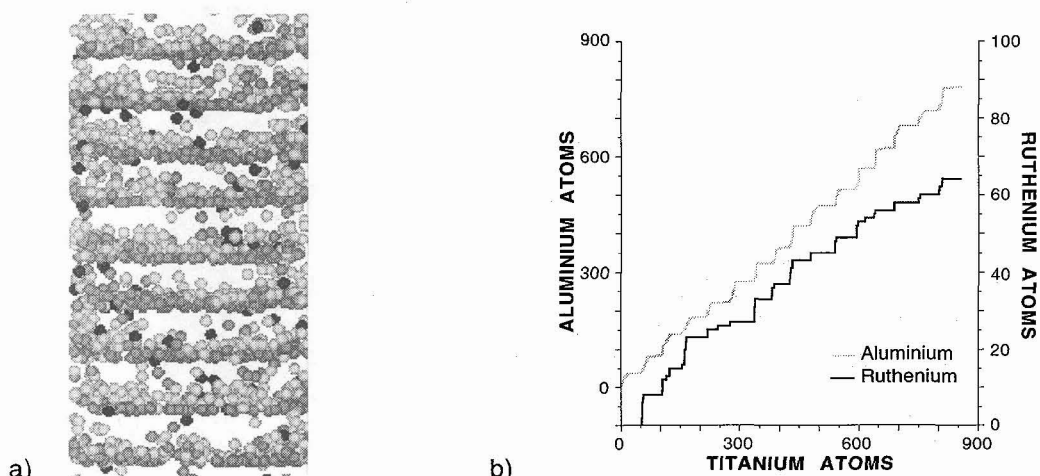 a)
b)
900
600
300
0
ALUMINIUM ATOMS
100
80
60
40
20
0
RUTHENIUM ATOMS
Aluminium
Ruthenium
0
300
600
900
TITANIUM ATOMS